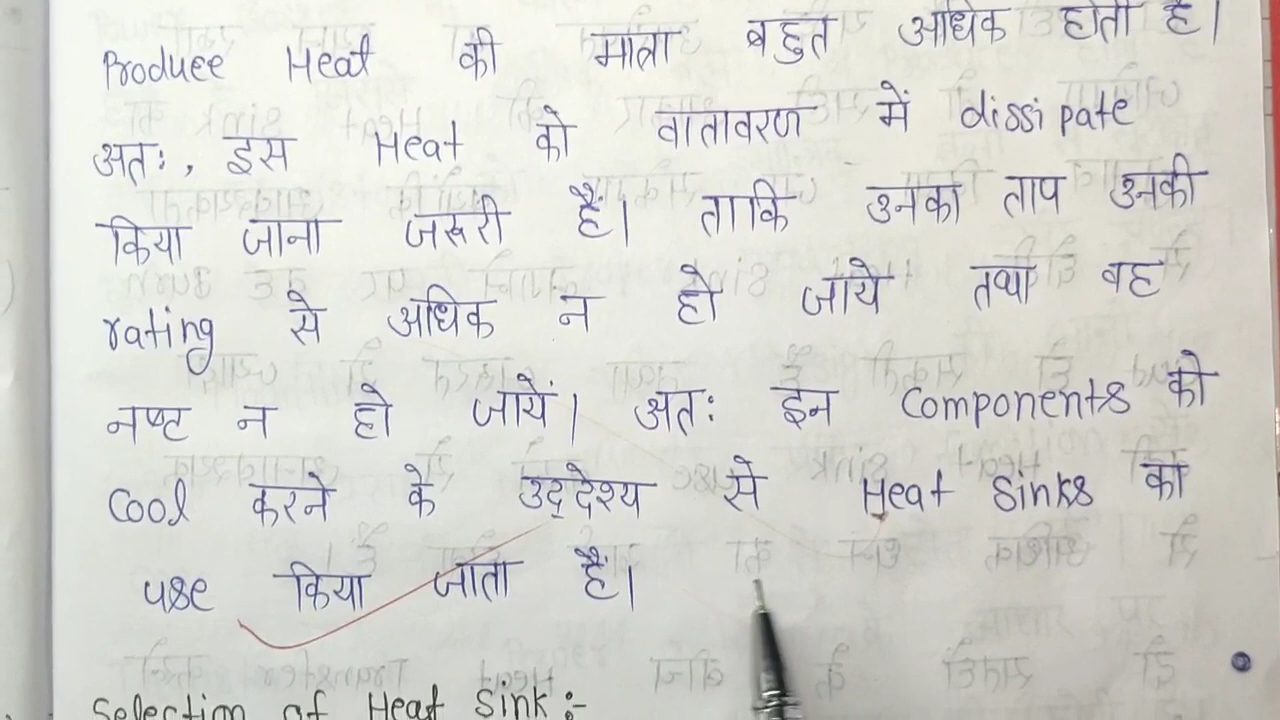 Produce Heat की मात्रा बहुत अधिक होती है।
अतः, इस Heat को वातावरण में dissipate
किया जाना जरूरी हैं। ताकि उनका ताप उनकी
rating से अधिक न हो जाये तथा वह
नष्ट न हो जायें। अतः इन Components को
Cool करने के उद्देश्य से Heat Sinks का
use किया जाता हैं।
Selection of Heat Sink :-